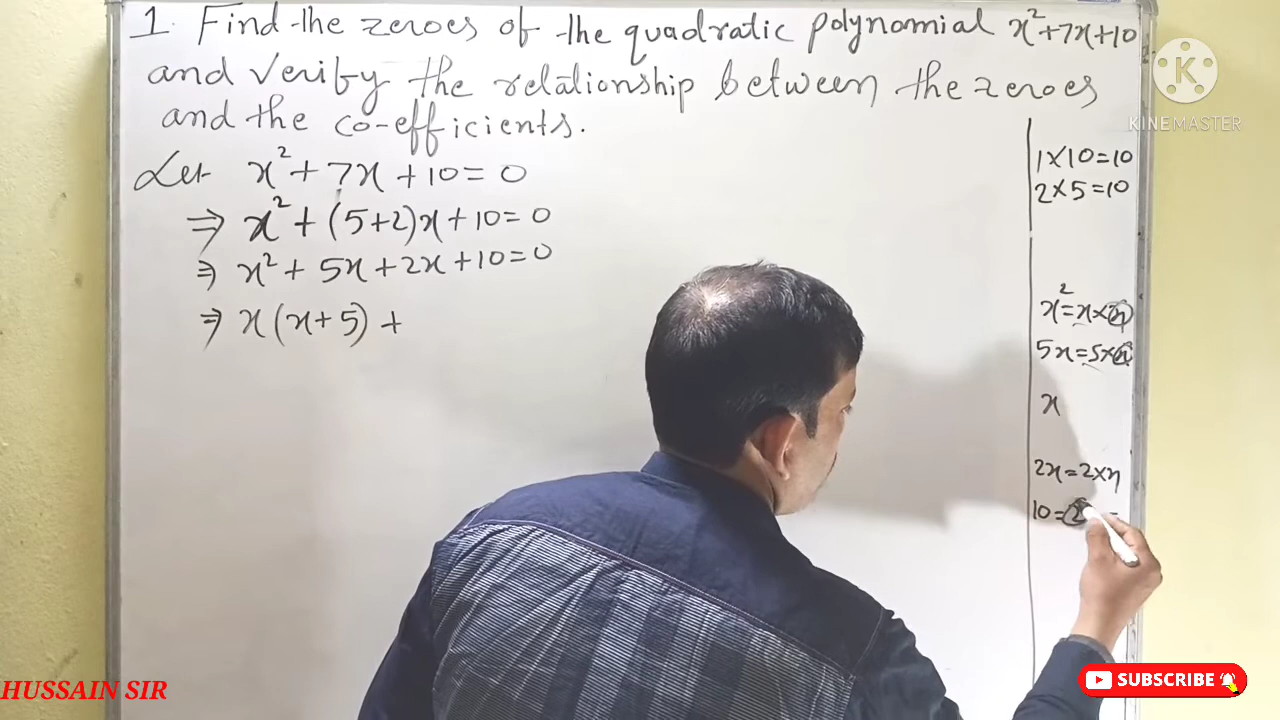 1. Find the zeroes of the quadratic polynomial x²+7x+10
and verify the relationship between the zeroes
and the co-efficients.
Let x² + 7x + 10 = 0
⇒ x² + (5+2)x + 10 = 0
⇒ x² + 5x + 2x + 10 = 0
⇒ x(x+5) +
1×10=10
2×5=10
x²=x×x
5x=5×x
x
2x=2×x
10=2
KINEMASTER
HUSSAIN SIR
SUBSCRIBE